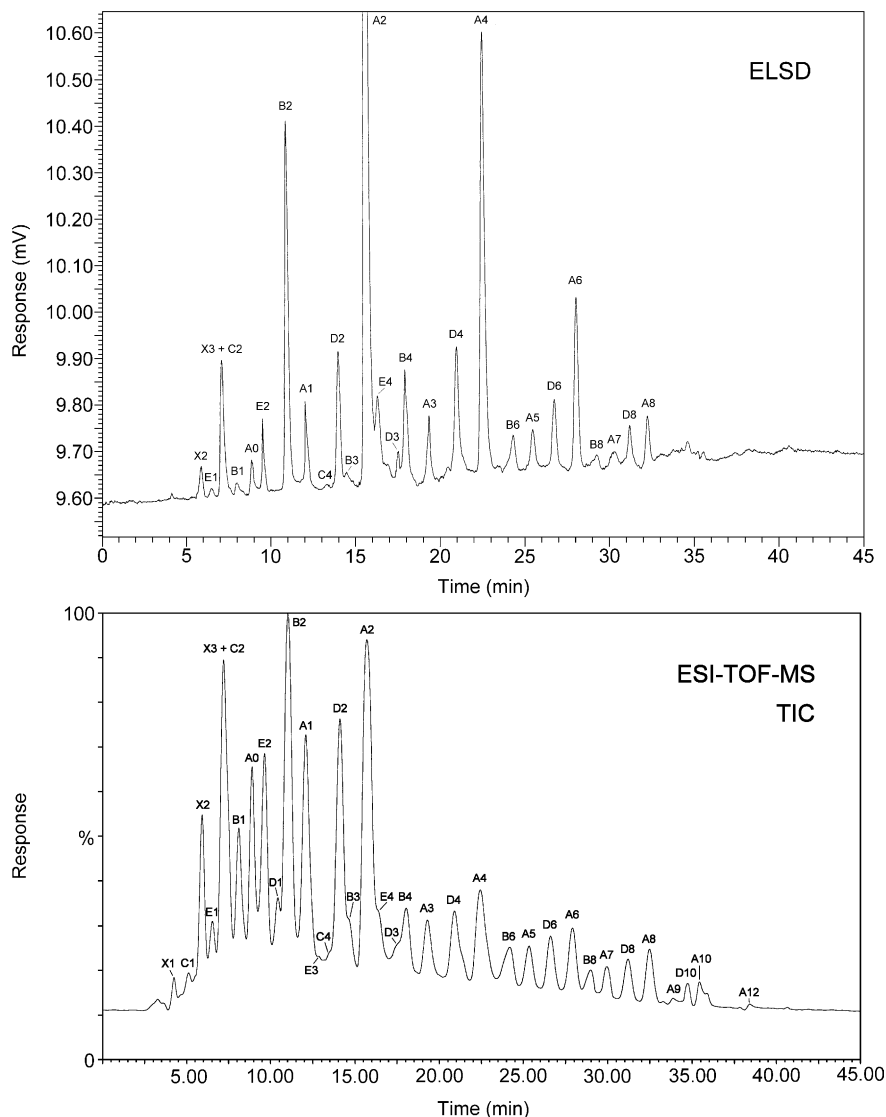 10.60
10.50
10.40
10.30
10.20
10.10
10.00
9.90
9.80
9.70
9.60
Response (mV)
ELSD
X2
E1
X3 + C2
B1
A0
E2
B2
A1
C4
D2
B3
A2
E4
D3
B4
A3
D4
A4
B6
A5
D6
A6
B8
A7
D8
A8
0 5 10 15 20 25 30 35 40 45
Time (min)
100
%
0
Response
ESI-TOF-MS
TIC
X1
C1
X2
E1
X3 + C2
B1
A0
E2
D1
B2
A1
E3
C4
D2
B3
A2
E4
D3
B4
A3
D4
A4
B6
A5
D6
A6
B8
A7
D8
A8
A9
D10
A10
A12
5.00 10.00 15.00 20.00 25.00 30.00 35.00 40.00 45.00
Time (min)